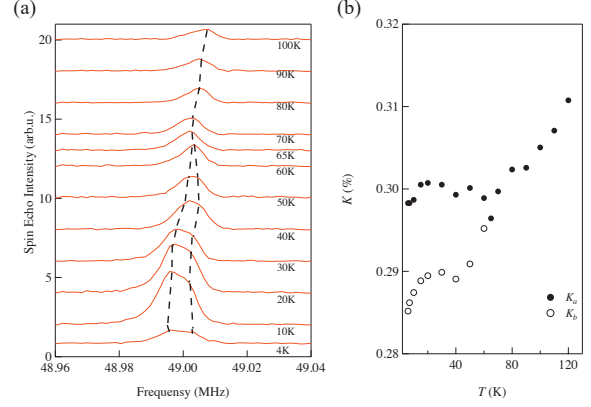 (a)
Spin Echo Intensity (arb.u.)
20
15
10
5
0
100K
90K
80K
70K
65K
60K
50K
40K
30K
20K
10K
4K
48.96
48.98
49.00
49.02
49.04
Frequensy (MHz)
(b)
K (%)
0.32
0.31
0.30
0.29
0.28
K_a
K_b
0
40
80
120
T (K)